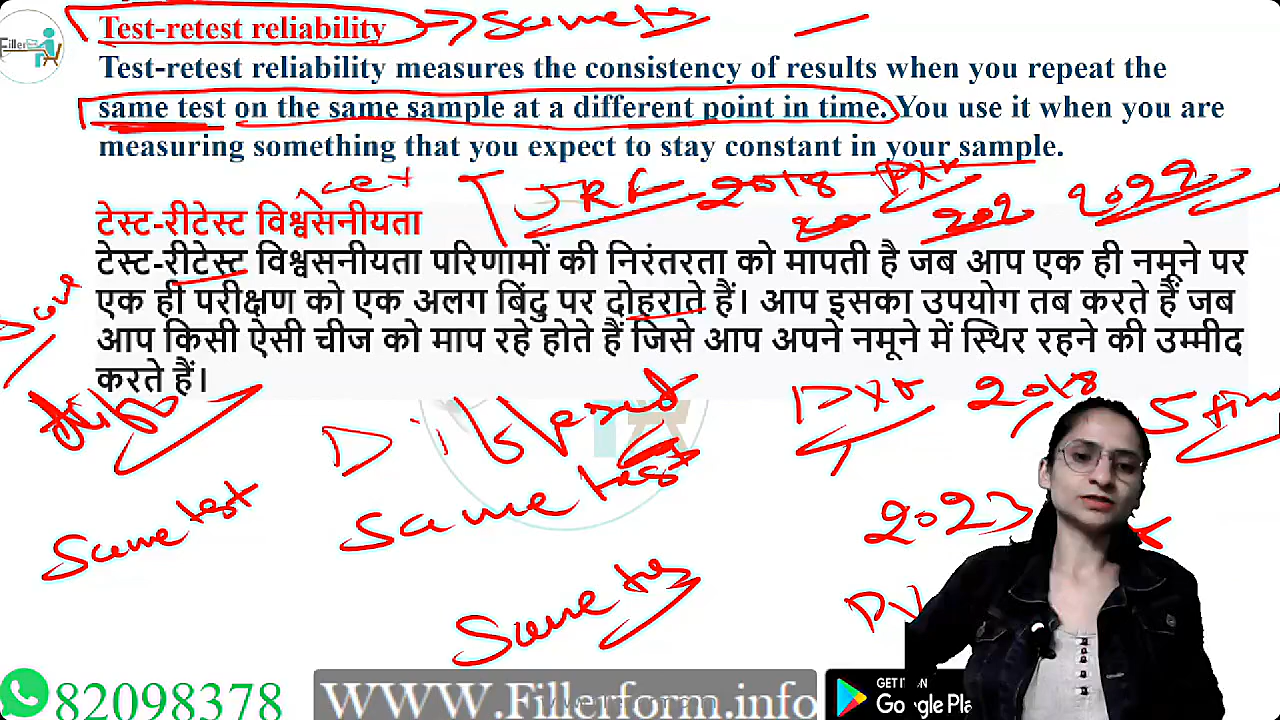 Test-retest reliability
Test-retest reliability measures the consistency of results when you repeat the
same test on the same sample at a different point in time. You use it when you are
measuring something that you expect to stay constant in your sample.
JRF 2018 2022
टेस्ट-रीटेस्ट विश्वसनीयता
टेस्ट-रीटेस्ट विश्वसनीयता परिणामों की निरंतरता को मापती है जब आप एक ही नमूने पर
एक ही परीक्षण को एक अलग बिंदु पर दोहराते हैं। आप इसका उपयोग तब करते हैं जब
आप किसी ऐसी चीज को माप रहे होते हैं जिसे आप अपने नमूने में स्थिर रहने की उम्मीद
करते हैं।
2018
Same test
Same test
2023
Same
82098378
WWW.Fillerform.info
GET IT ON
Google Pla